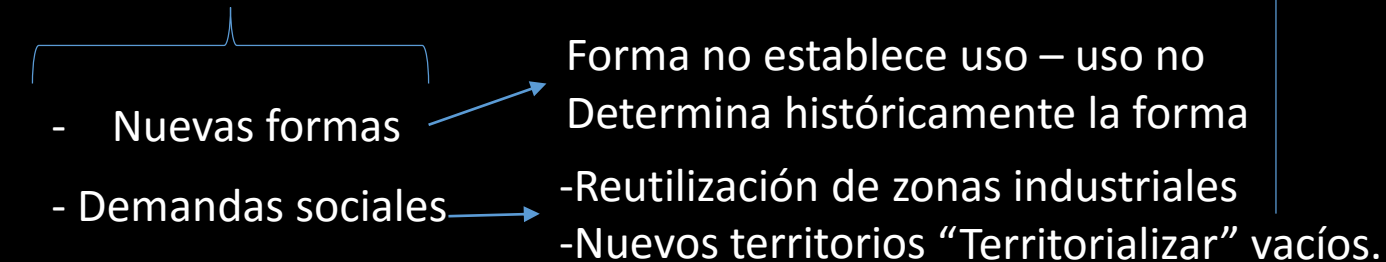 - Nuevas formas
Forma no establece uso – uso no
Determina históricamente la forma
- Demandas sociales
-Reutilización de zonas industriales
-Nuevos territorios “Territorializar” vacíos.